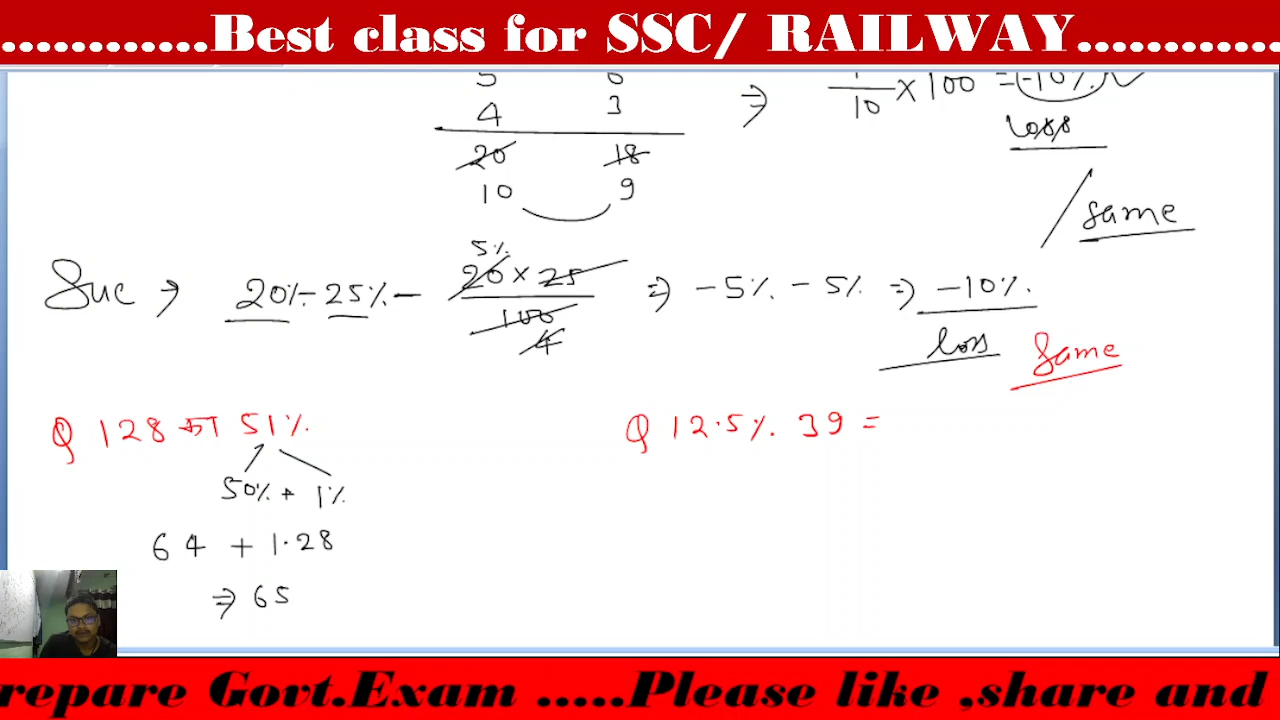 ............Best class for SSC/ RAILWAY............
5 6
4 3
20 18
10 9
⇒ 1/10 × 100 = -10%
loss
same
Suc → 20% - 25% - 20 × 25 / 100 ⇒ -5% - 5% ⇒ -10%.
5%
4
loss same
Q 128 का 51%.
50% + 1%
64 + 1.28
⇒ 65
Q 12.5%. 39 =
repare Govt.Exam .....Please like ,share and